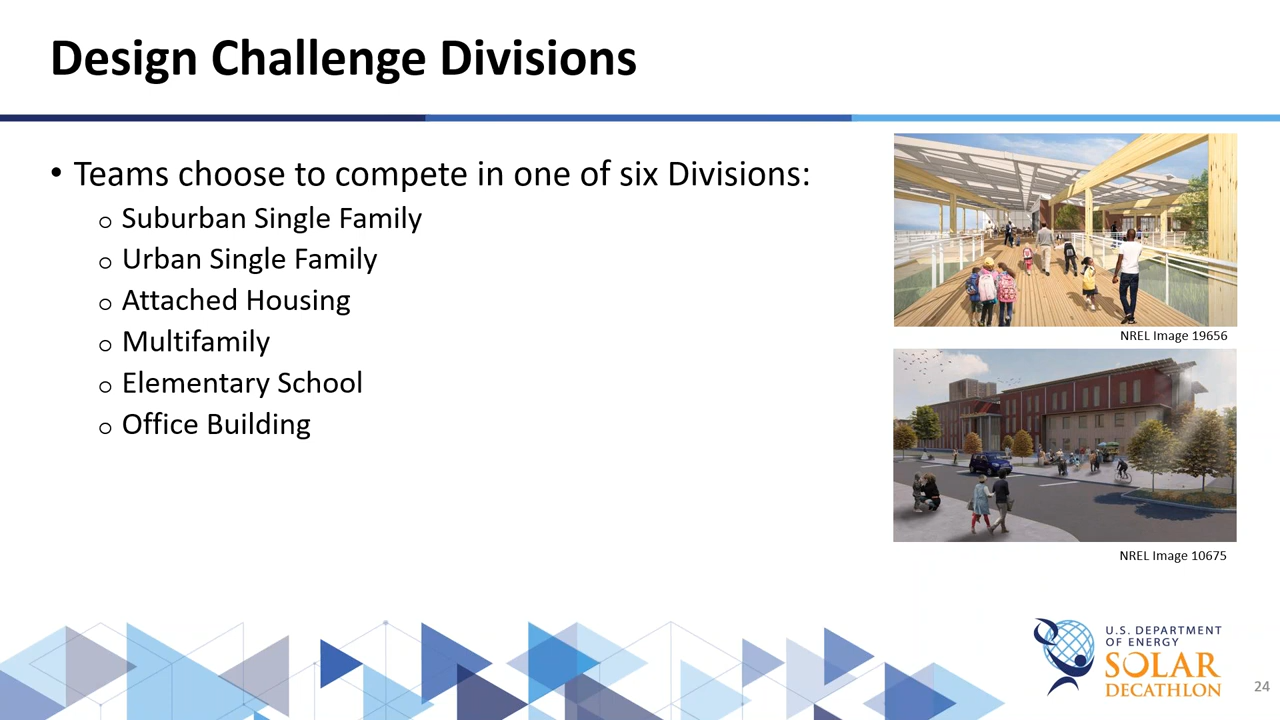 Design Challenge Divisions
• Teams choose to compete in one of six Divisions:
o Suburban Single Family
o Urban Single Family
o Attached Housing
o Multifamily
o Elementary School
o Office Building
NREL Image 19656
NREL Image 10675
U.S. DEPARTMENT
OF ENERGY
SOLAR
DECATHLON
24